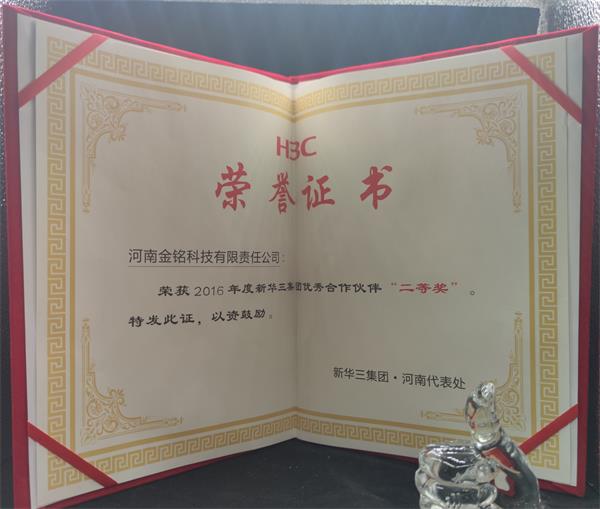 H3C
荣誉证书
河南金铭科技有限责任公司：
荣获2016年度新华三集团优秀合作伙伴“二等奖”。
特发此证，以资鼓励。
新华三集团·河南代表处